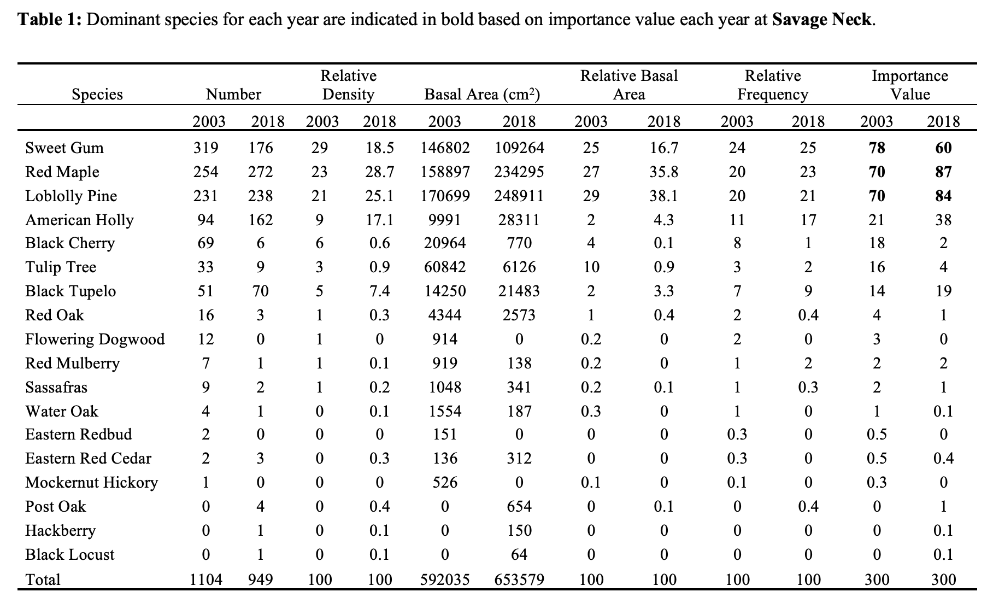 Table 1: Dominant species for each year are indicated in bold based on importance value each year at Savage Neck.
Relative Relative Basal Relative Importance
Species Number Density Basal Area (cm²) Area Frequency Value
2003 2018 2003 2018 2003 2018 2003 2018 2003 2018 2003 2018
Sweet Gum 319 176 29 18.5 146802 109264 25 16.7 24 25 78 60
Red Maple 254 272 23 28.7 158897 234295 27 35.8 20 23 70 87
Loblolly Pine 231 238 21 25.1 170699 248911 29 38.1 20 21 70 84
American Holly 94 162 9 17.1 9991 28311 2 4.3 11 17 21 38
Black Cherry 69 6 6 0.6 20964 770 4 0.1 8 1 18 2
Tulip Tree 33 9 3 0.9 60842 6126 10 0.9 3 2 16 4
Black Tupelo 51 70 5 7.4 14250 21483 2 3.3 7 9 14 19
Red Oak 16 3 1 0.3 4344 2573 1 0.4 2 0.4 4 1
Flowering Dogwood 12 0 1 0 914 0 0.2 0 2 0 3 0
Red Mulberry 7 1 1 0.1 919 138 0.2 0 1 2 2 2
Sassafras 9 2 1 0.2 1048 341 0.2 0.1 1 0.3 2 1
Water Oak 4 1 0 0.1 1554 187 0.3 0 1 0 1 0.1
Eastern Redbud 2 0 0 0 151 0 0 0 0.3 0 0.5 0
Eastern Red Cedar 2 3 0 0.3 136 312 0 0 0.3 0 0.5 0.4
Mockernut Hickory 1 0 0 0 526 0 0.1 0 0.1 0 0.3 0
Post Oak 0 4 0 0.4 0 654 0 0.1 0 0.4 0 1
Hackberry 0 1 0 0.1 0 150 0 0 0 0 0 0.1
Black Locust 0 1 0 0.1 0 64 0 0 0 0 0 0.1
Total 1104 949 100 100 592035 653579 100 100 100 100 300 300